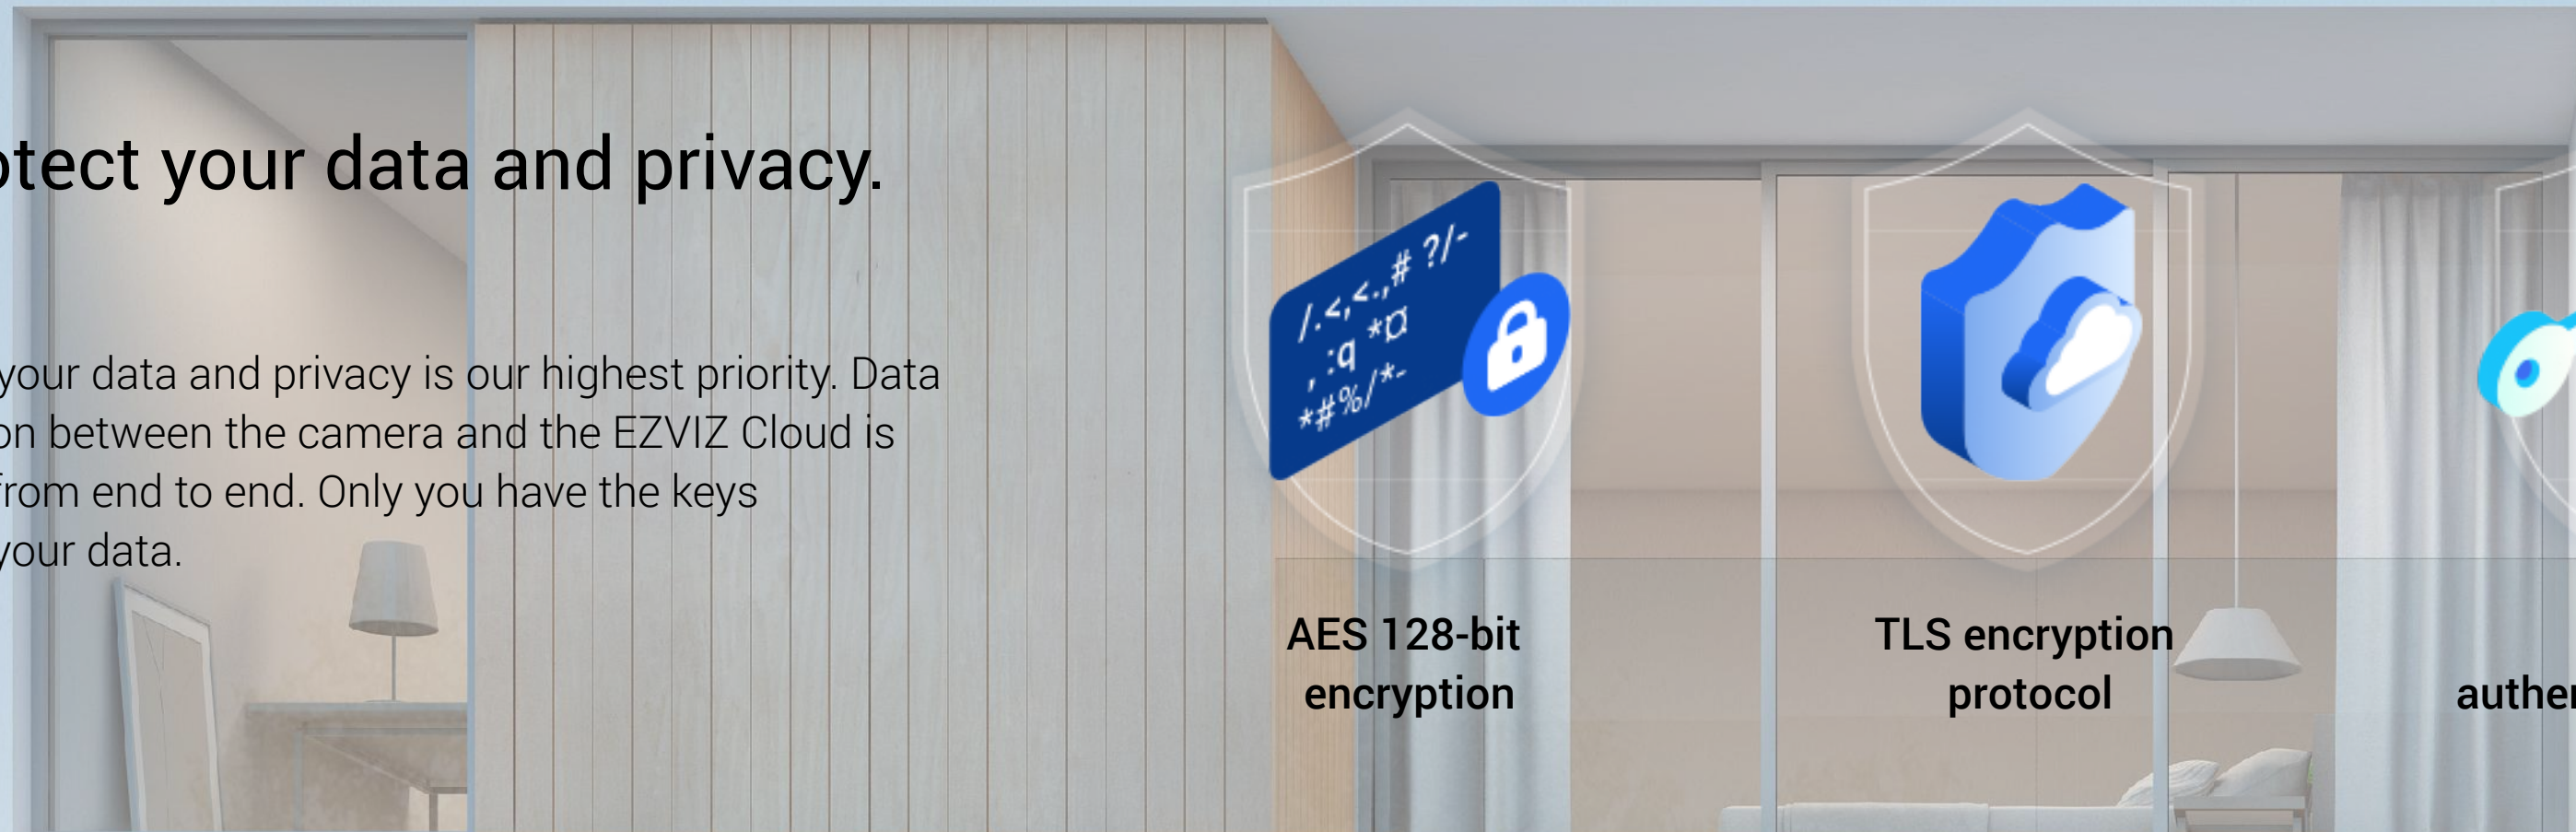 otect your data and privacy.
your data and privacy is our highest priority. Data
on between the camera and the EZVIZ Cloud is
from end to end. Only you have the keys
your data.
/.<,<.,# ?/-
, :q *¤
*#%/*-
AES 128-bit
encryption
TLS encryption
protocol
authe